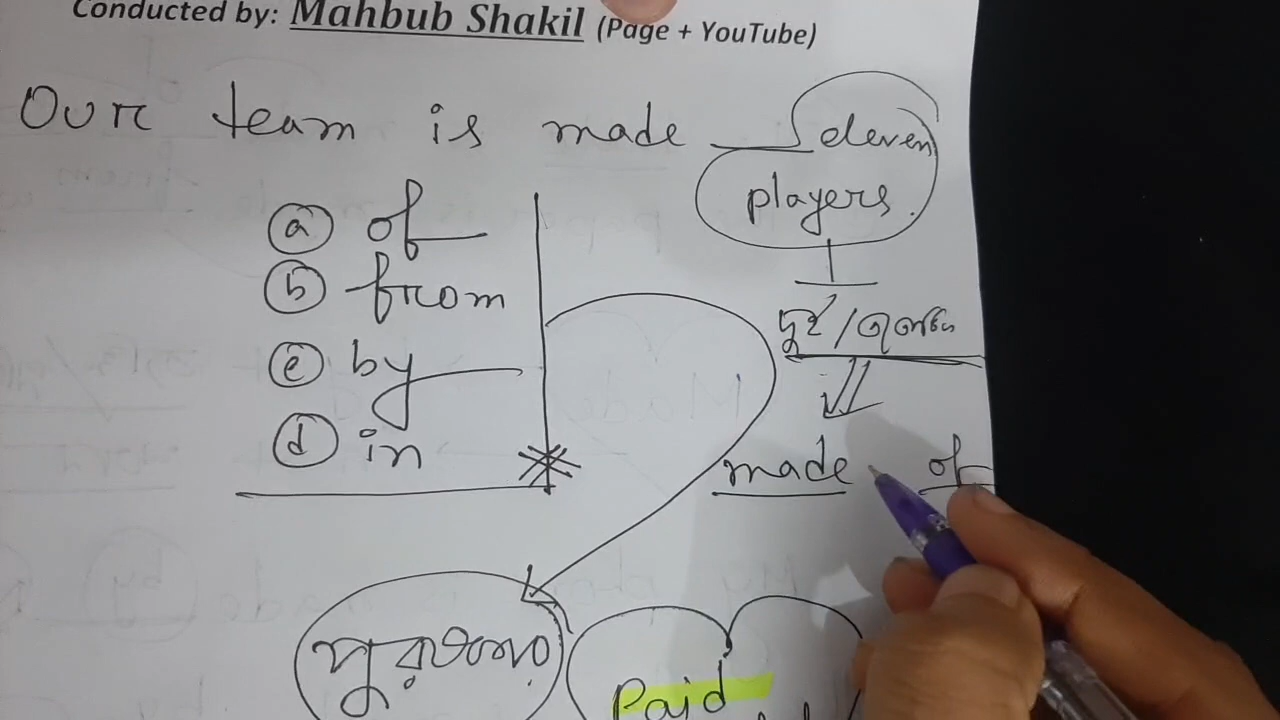 Conducted by: Mahbub Shakil (Page + YouTube)
Our team is made ___ eleven
players.
(a) of
(b) from
(c) by
(d) in
made of
Paid